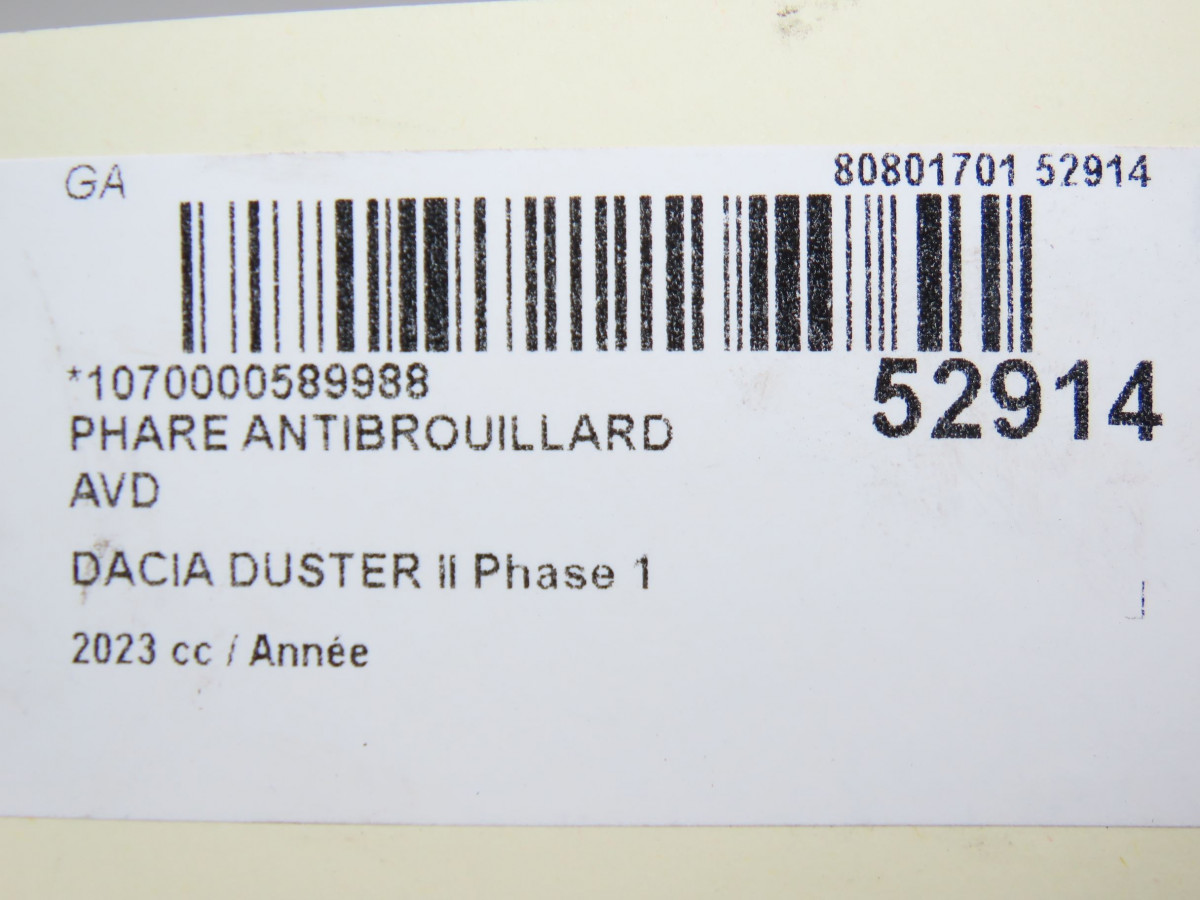 GA
80801701 52914
*1070000589988
52914
PHARE ANTIBROUILLARD
AVD
DACIA DUSTER II Phase 1
2023 cc / Année